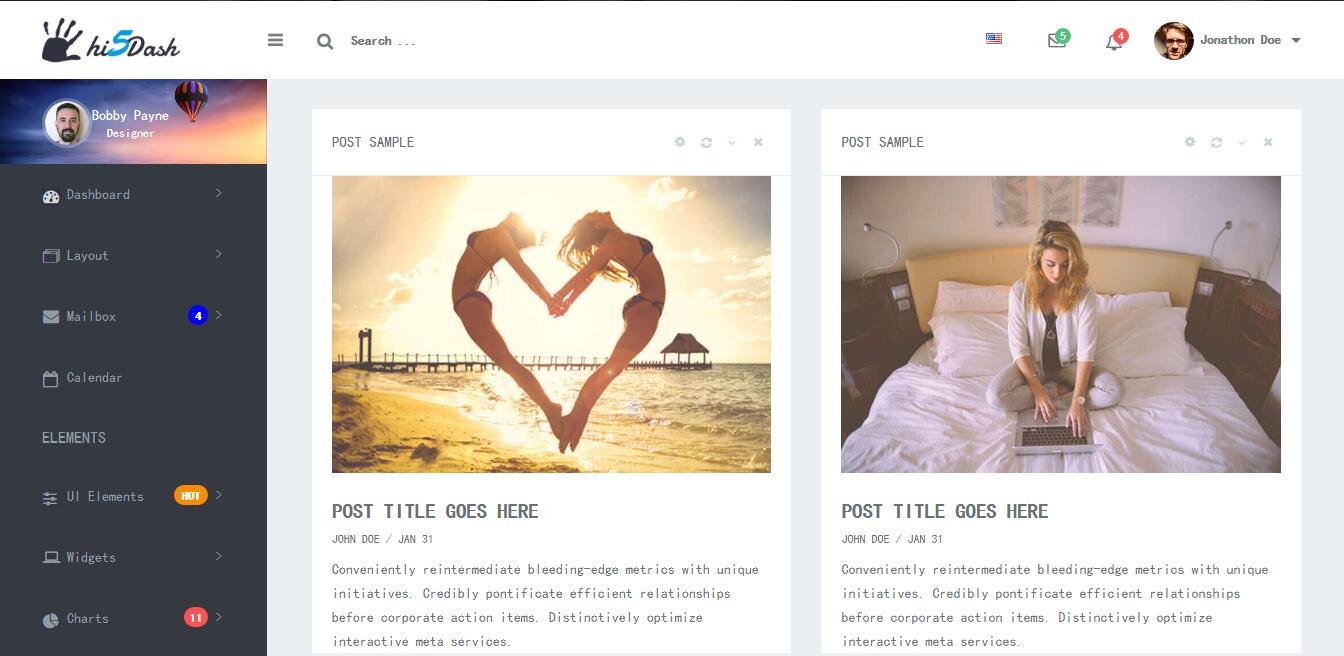 hi5Dash
Search ...
5
4
Jonathon Doe
Bobby Payne
Designer
Dashboard
Layout
Mailbox
4
Calendar
ELEMENTS
UI Elements
HOT
Widgets
Charts
11
POST SAMPLE
POST TITLE GOES HERE
JOHN DOE / JAN 31
Conveniently reintermediate bleeding-edge metrics with unique
initiatives. Credibly pontificate efficient relationships
before corporate action items. Distinctively optimize
interactive meta services.
POST SAMPLE
POST TITLE GOES HERE
JOHN DOE / JAN 31
Conveniently reintermediate bleeding-edge metrics with unique
initiatives. Credibly pontificate efficient relationships
before corporate action items. Distinctively optimize
interactive meta services.